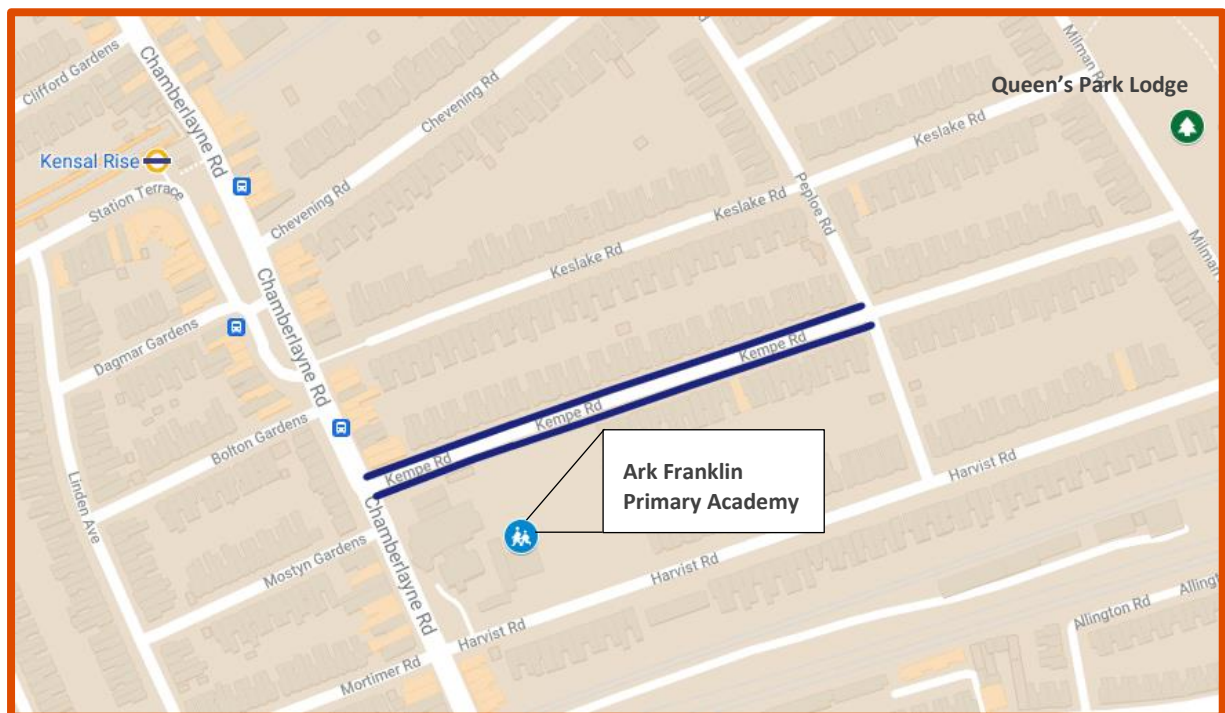 Clifford Gardens
Chamberlayne Rd
Chevening Rd
Milman R
Queen's Park Lodge
Keslake Rd
Kensal Rise
Station Terrace
Chevening Rd
Peploe Rd
Keslake Rd
Keslake Rd
Milman
Chamberlayne Rd
Dagmar Gardens
Kempe Rd
Kempe Rd
Bolton Gardens
Kempe Rd
Linden Ave
Ark Franklin
Primary Academy
Harvist Rd
Chamberlayne Rd
Mostyn Gardens
Harvist Rd
Harvist Rd
Mortimer Rd
Allington Rd
Alling